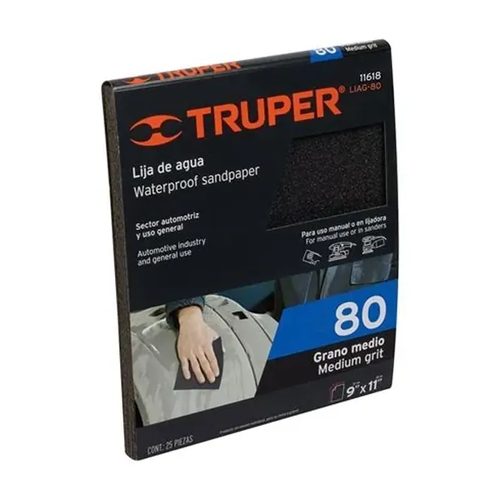 TRUPER
80
Medium grit
11618
LIAG-80
TRUPER®
Lija de agua
Waterproof sandpaper
Sector automotriz
y uso general
Automotive industry
and general use
Para uso manual o en lijadora
For manual use or in sanders
80
Grano medio
Medium grit
9" x 11"
CONT.: 25 PIEZAS